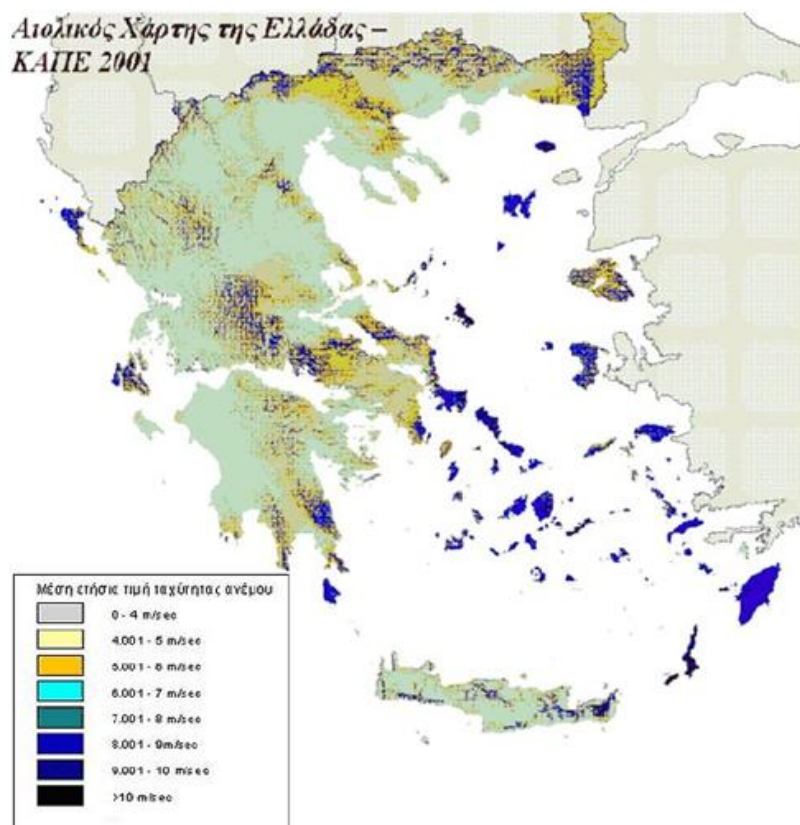 Αιολικός Χάρτης της Ελλάδας –
ΚΑΠΕ 2001
Μέση ετήσια τιμή ταχύτητας ανέμου
0 - 4 m/sec
4.001 - 5 m/sec
5.001 - 6 m/sec
6.001 - 7 m/sec
7.001 - 8 m/sec
8.001 - 9m/sec
9.001 - 10 m/sec
>10 m/sec